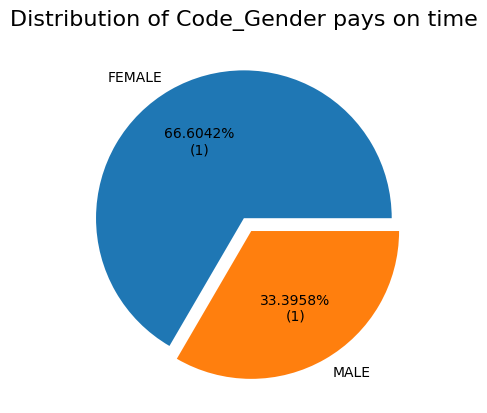 Distribution of Code_Gender pays on time
FEMALE
66.6042%
(1)
33.3958%
(1)
MALE